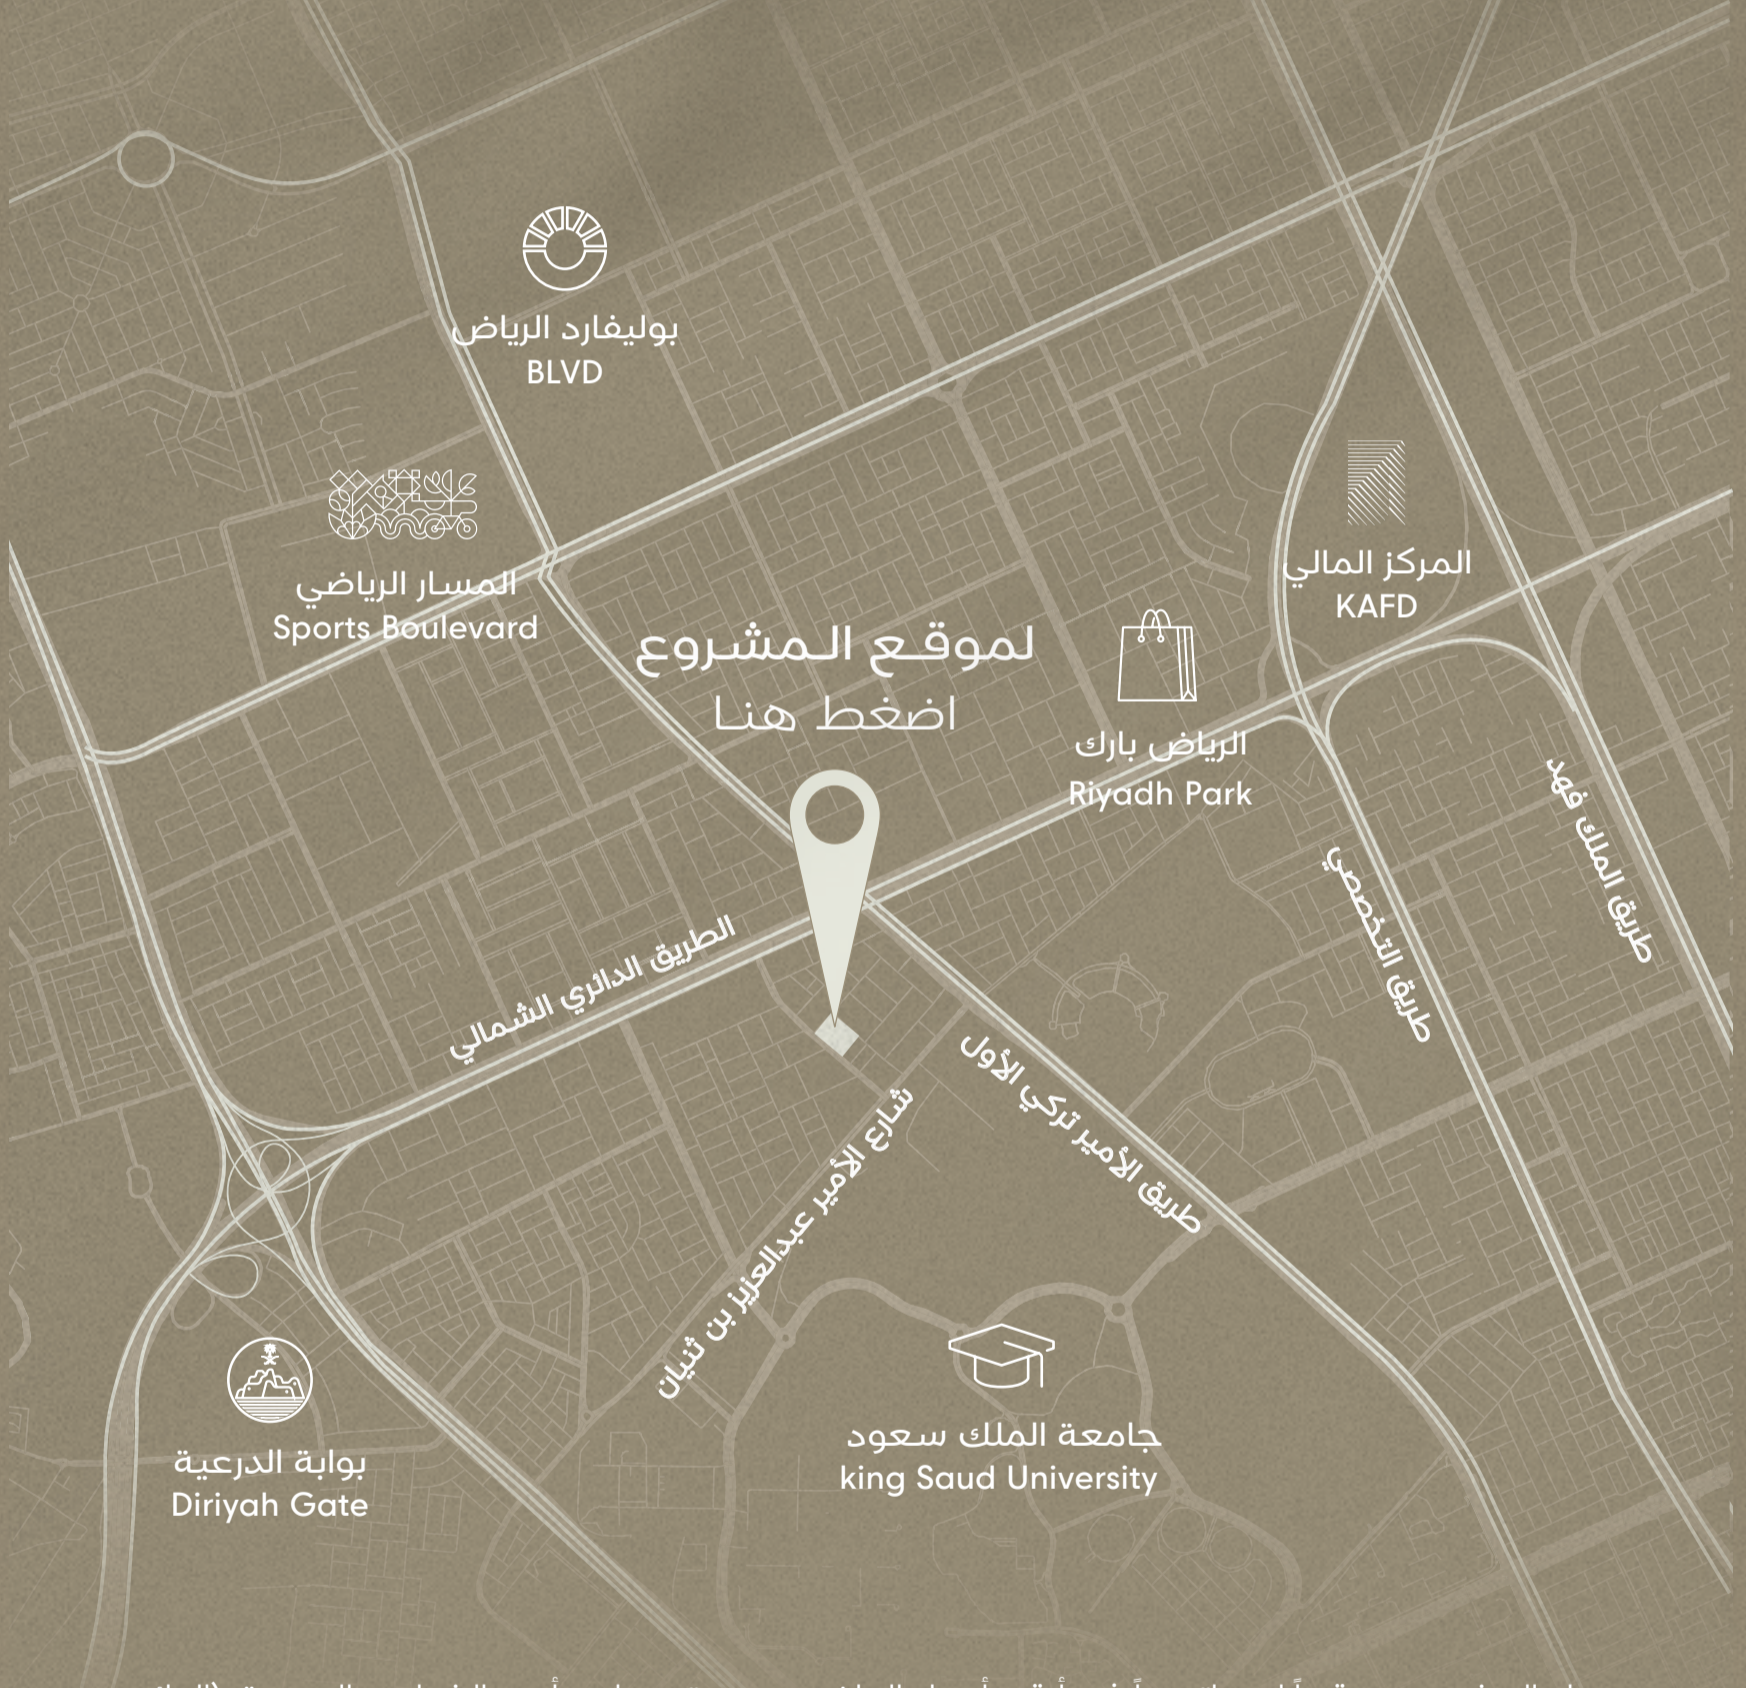 بوليفارد الرياض
BLVD
المسار الرياضي
Sports Boulevard
المركز المالي
KAFD
لموقع المشروع
اضغط هنا
الرياض بارك
Riyadh Park
طريق الملك فهد
طريق التخصصي
الطريق الدائري الشمالي
طريق الأمير تركي الأول
شارع الأمير عبدالعزيز بن ثنيان
جامعة الملك سعود
king Saud University
بوابة الدرعية
Diriyah Gate